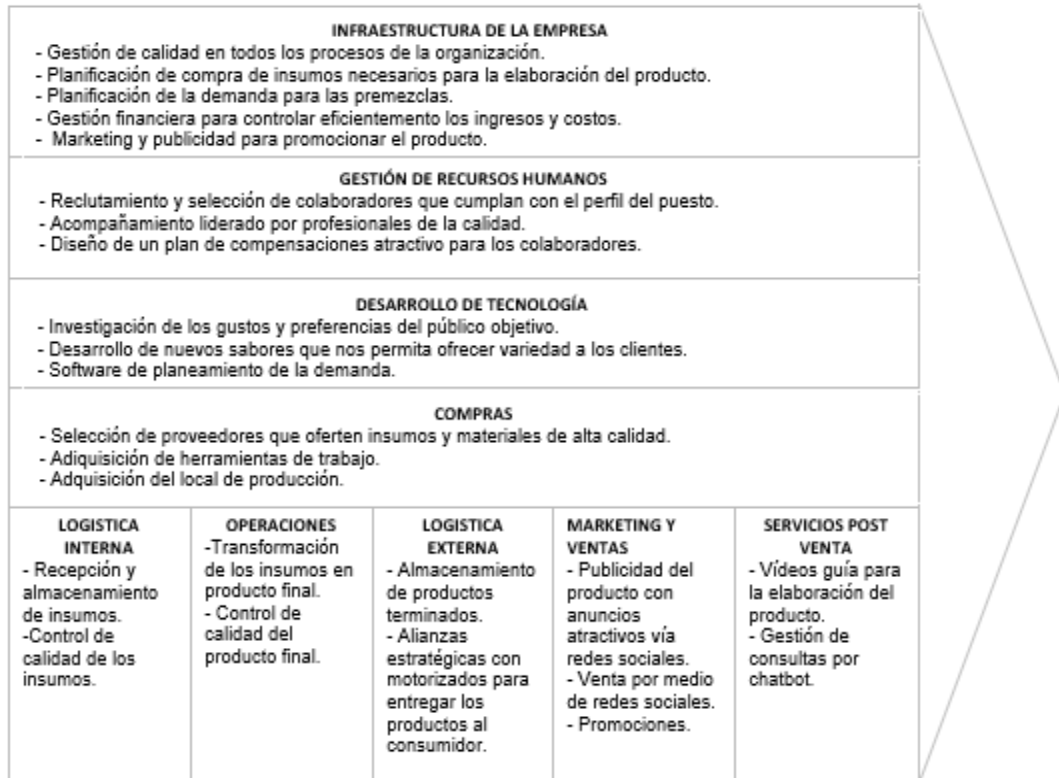 INFRAESTRUCTURA DE LA EMPRESA
- Gestión de calidad en todos los procesos de la organización.
- Planificación de compra de insumos necesarios para la elaboración del producto.
- Planificación de la demanda para las premezclas.
- Gestión financiera para controlar eficientemento los ingresos y costos.
- Marketing y publicidad para promocionar el producto.
GESTIÓN DE RECURSOS HUMANOS
- Reclutamiento y selección de colaboradores que cumplan con el perfil del puesto.
- Acompañamiento liderado por profesionales de la calidad.
- Diseño de un plan de compensaciones atractivo para los colaboradores.
DESARROLLO DE TECNOLOGÍA
- Investigación de los gustos y preferencias del público objetivo.
- Desarrollo de nuevos sabores que nos permita ofrecer variedad a los clientes.
- Software de planeamiento de la demanda.
COMPRAS
- Selección de proveedores que oferten insumos y materiales de alta calidad.
- Adiquisición de herramientas de trabajo.
- Adquisición del local de producción.
LOGISTICA
INTERNA
- Recepción y
almacenamiento
de insumos.
-Control de
calidad de los
insumos.
OPERACIONES
-Transformación
de los insumos en
producto final.
- Control de
calidad del
producto final.
LOGISTICA
EXTERNA
- Almacenamiento
de productos
terminados.
- Alianzas
estratégicas con
motorizados para
entregar los
productos al
consumidor.
MARKETING Y
VENTAS
- Publicidad del
producto con
anuncios
atractivos vía
redes sociales.
- Venta por medio
de redes sociales.
- Promociones.
SERVICIOS POST
VENTA
- Vídeos guía para
la elaboración del
producto.
- Gestión de
consultas por
chatbot.